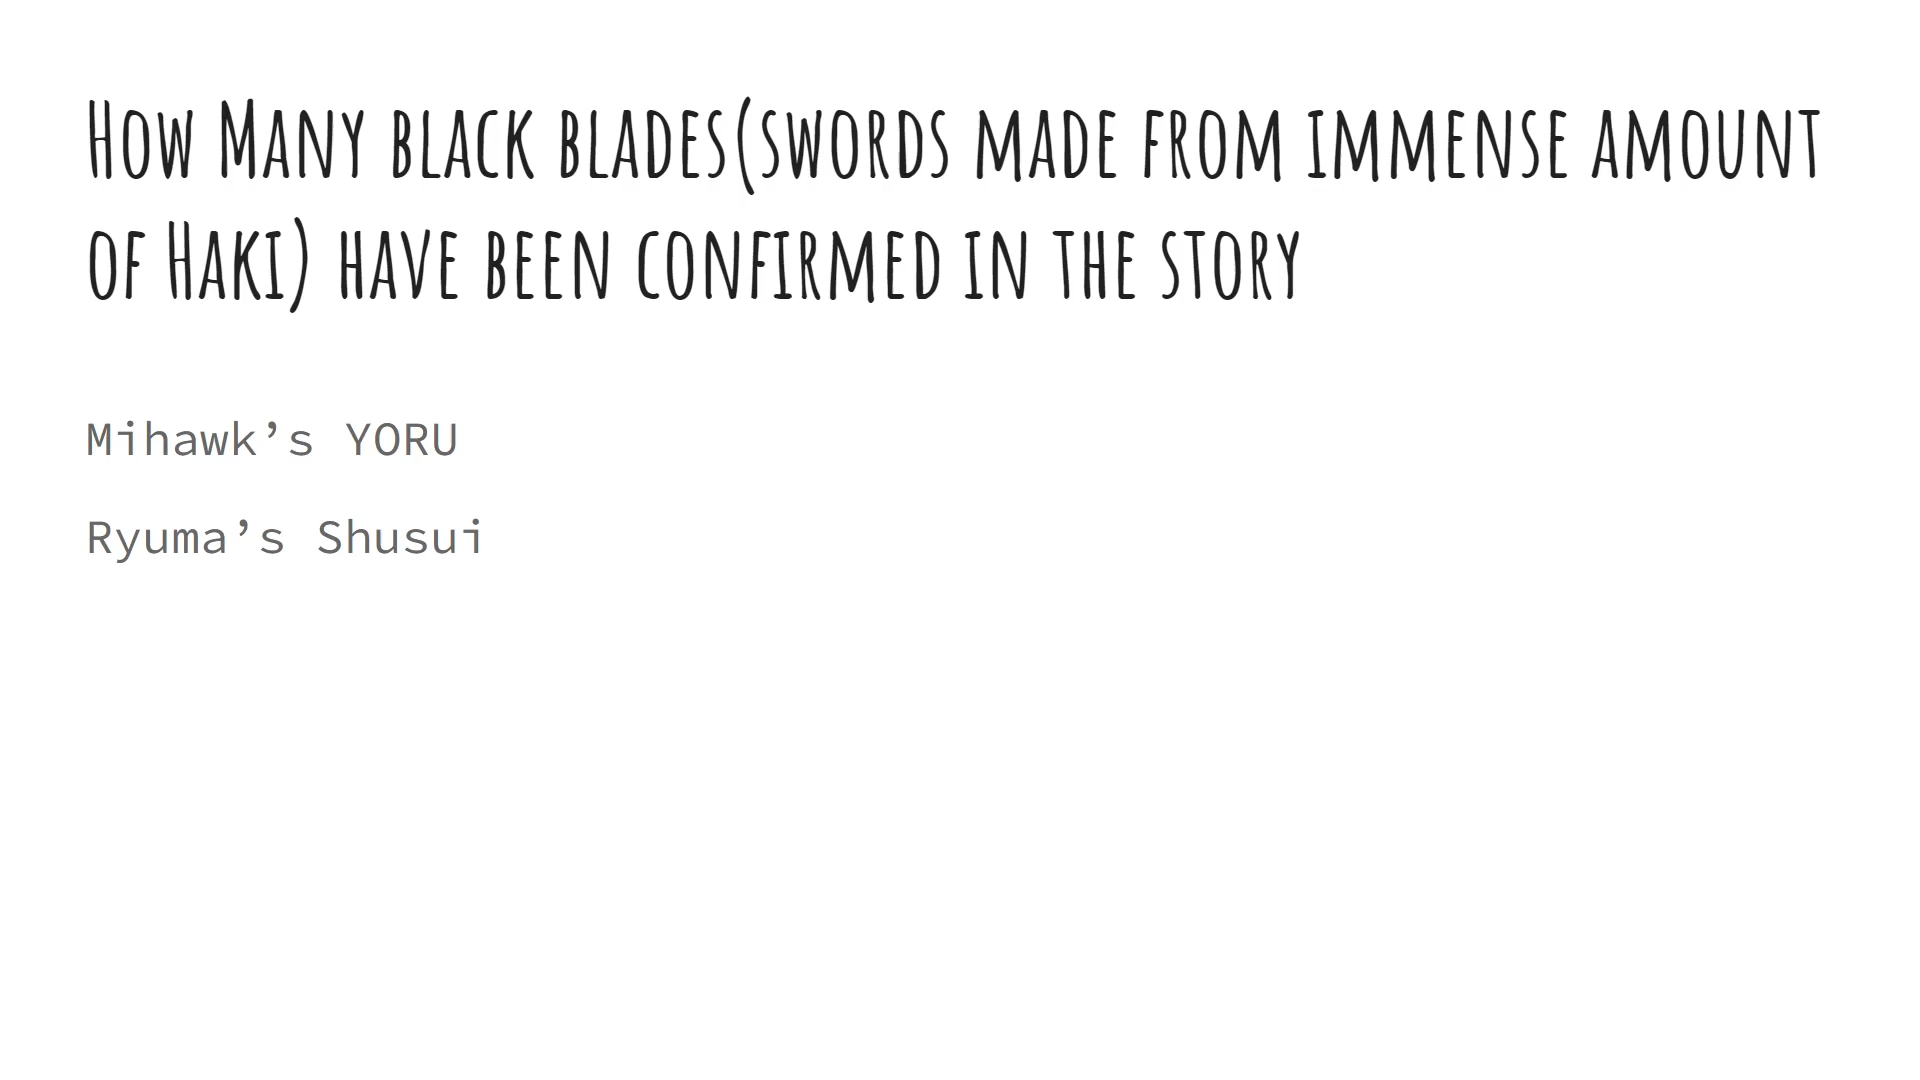 How Many black blades(swords made from immense amount
of Haki) have been confirmed in the story
Mihawk’s YORU
Ryuma’s Shusui